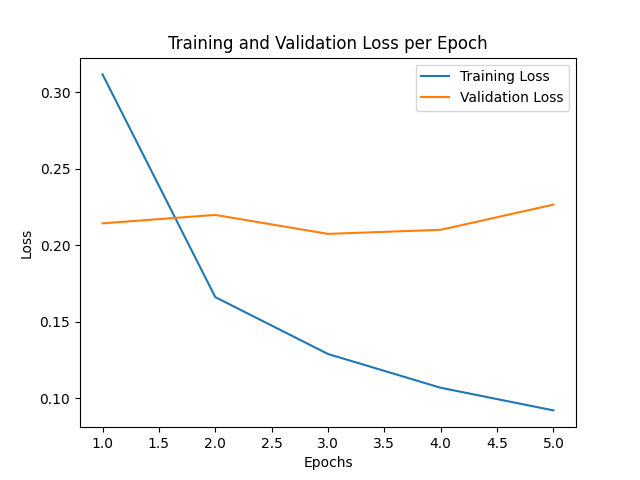 Training and Validation Loss per Epoch
Training Loss
Validation Loss
Loss
0.30
0.25
0.20
0.15
0.10
1.0 1.5 2.0 2.5 3.0 3.5 4.0 4.5 5.0
Epochs